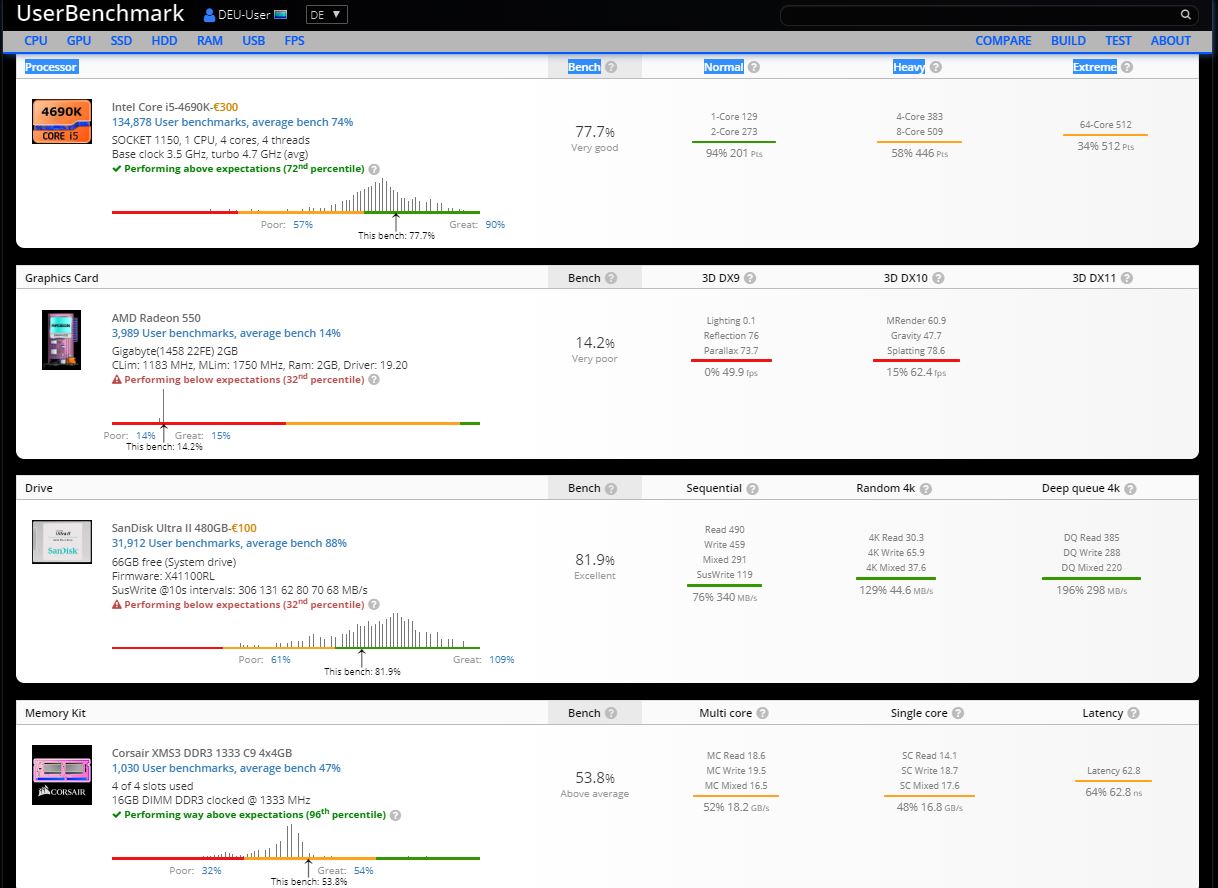 UserBenchmark DEU-User DE ▼
CPU GPU SSD HDD RAM USB FPS COMPARE BUILD TEST ABOUT
Processor Bench ? Normal ? Heavy ? Extreme ?
4690K
CORE i5
Intel Core i5-4690K-€300
134,878 User benchmarks, average bench 74%
SOCKET 1150, 1 CPU, 4 cores, 4 threads
Base clock 3.5 GHz, turbo 4.7 GHz (avg)
Performing above expectations (72nd percentile) ?
Poor: 57% Great: 90%
This bench: 77.7%
77.7%
Very good
1-Core 129
2-Core 273
94% 201 Pts
4-Core 383
8-Core 509
58% 446 Pts
64-Core 512
34% 512 Pts
Graphics Card Bench ? 3D DX9 ? 3D DX10 ? 3D DX11 ?
AMD Radeon 550
3,989 User benchmarks, average bench 14%
Gigabyte(1458 22FE) 2GB
CLim: 1183 MHz, MLim: 1750 MHz, Ram: 2GB, Driver: 19.20
Performing below expectations (32nd percentile) ?
Poor: 14% Great: 15%
This bench: 14.2%
14.2%
Very poor
Lighting 0.1
Reflection 76
Parallax 73.7
0% 49.9 fps
MRender 60.9
Gravity 47.7
Splatting 78.6
15% 62.4 fps
Drive Bench ? Sequential ? Random 4k ? Deep queue 4k ?
SanDisk
SanDisk Ultra II 480GB-€100
31,912 User benchmarks, average bench 88%
66GB free (System drive)
Firmware: X41100RL
SusWrite @10s intervals: 306 131 62 80 70 68 MB/s
Performing below expectations (32nd percentile) ?
Poor: 61% Great: 109%
This bench: 81.9%
81.9%
Excellent
Read 490
Write 459
Mixed 291
SusWrite 119
76% 340 MB/s
4K Read 30.3
4K Write 65.9
4K Mixed 37.6
129% 44.6 MB/s
DQ Read 385
DQ Write 288
DQ Mixed 220
196% 298 MB/s
Memory Kit Bench ? Multi core ? Single core ? Latency ?
CORSAIR
Corsair XMS3 DDR3 1333 C9 4x4GB
1,030 User benchmarks, average bench 47%
4 of 4 slots used
16GB DIMM DDR3 clocked @ 1333 MHz
Performing way above expectations (96th percentile) ?
Poor: 32% Great: 54%
This bench: 53.8%
53.8%
Above average
MC Read 18.6
MC Write 19.5
MC Mixed 16.5
52% 18.2 GB/s
SC Read 14.1
SC Write 18.7
SC Mixed 17.6
48% 16.8 GB/s
Latency 62.8
64% 62.8 ns